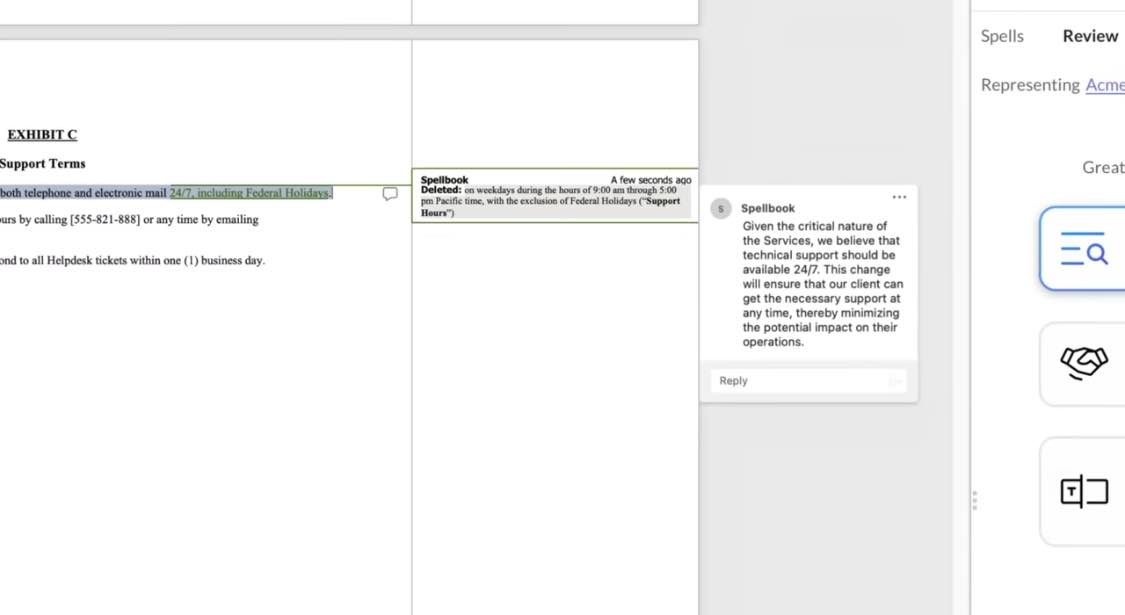 EXHIBIT C
Support Terms
both telephone and electronic mail 24/7, including Federal Holidays.
urs by calling [555-821-888] or any time by emailing
ond to all Helpdesk tickets within one (1) business day.
Spellbook A few seconds ago
Deleted: on weekdays during the hours of 9:00 am through 5:00
pm Pacific time, with the exclusion of Federal Holidays ("Support
Hours")
S Spellbook
Given the critical nature of
the Services, we believe that
technical support should be
available 24/7. This change
will ensure that our client can
get the necessary support at
any time, thereby minimizing
the potential impact on their
operations.
Reply
Spells Review
Representing Acme
Great
T